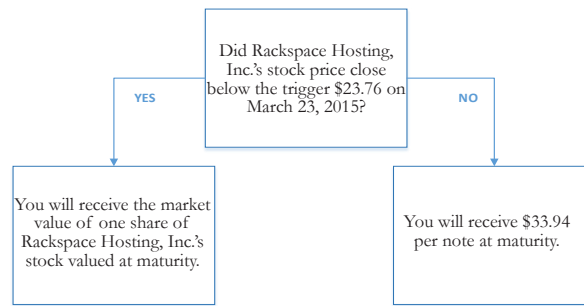 Did Rackspace Hosting,
Inc.'s stock price close
below the trigger $23.76 on
March 23, 2015?
YES
NO
You will receive the market
value of one share of
Rackspace Hosting, Inc.'s
stock valued at maturity.
You will receive $33.94
per note at maturity.